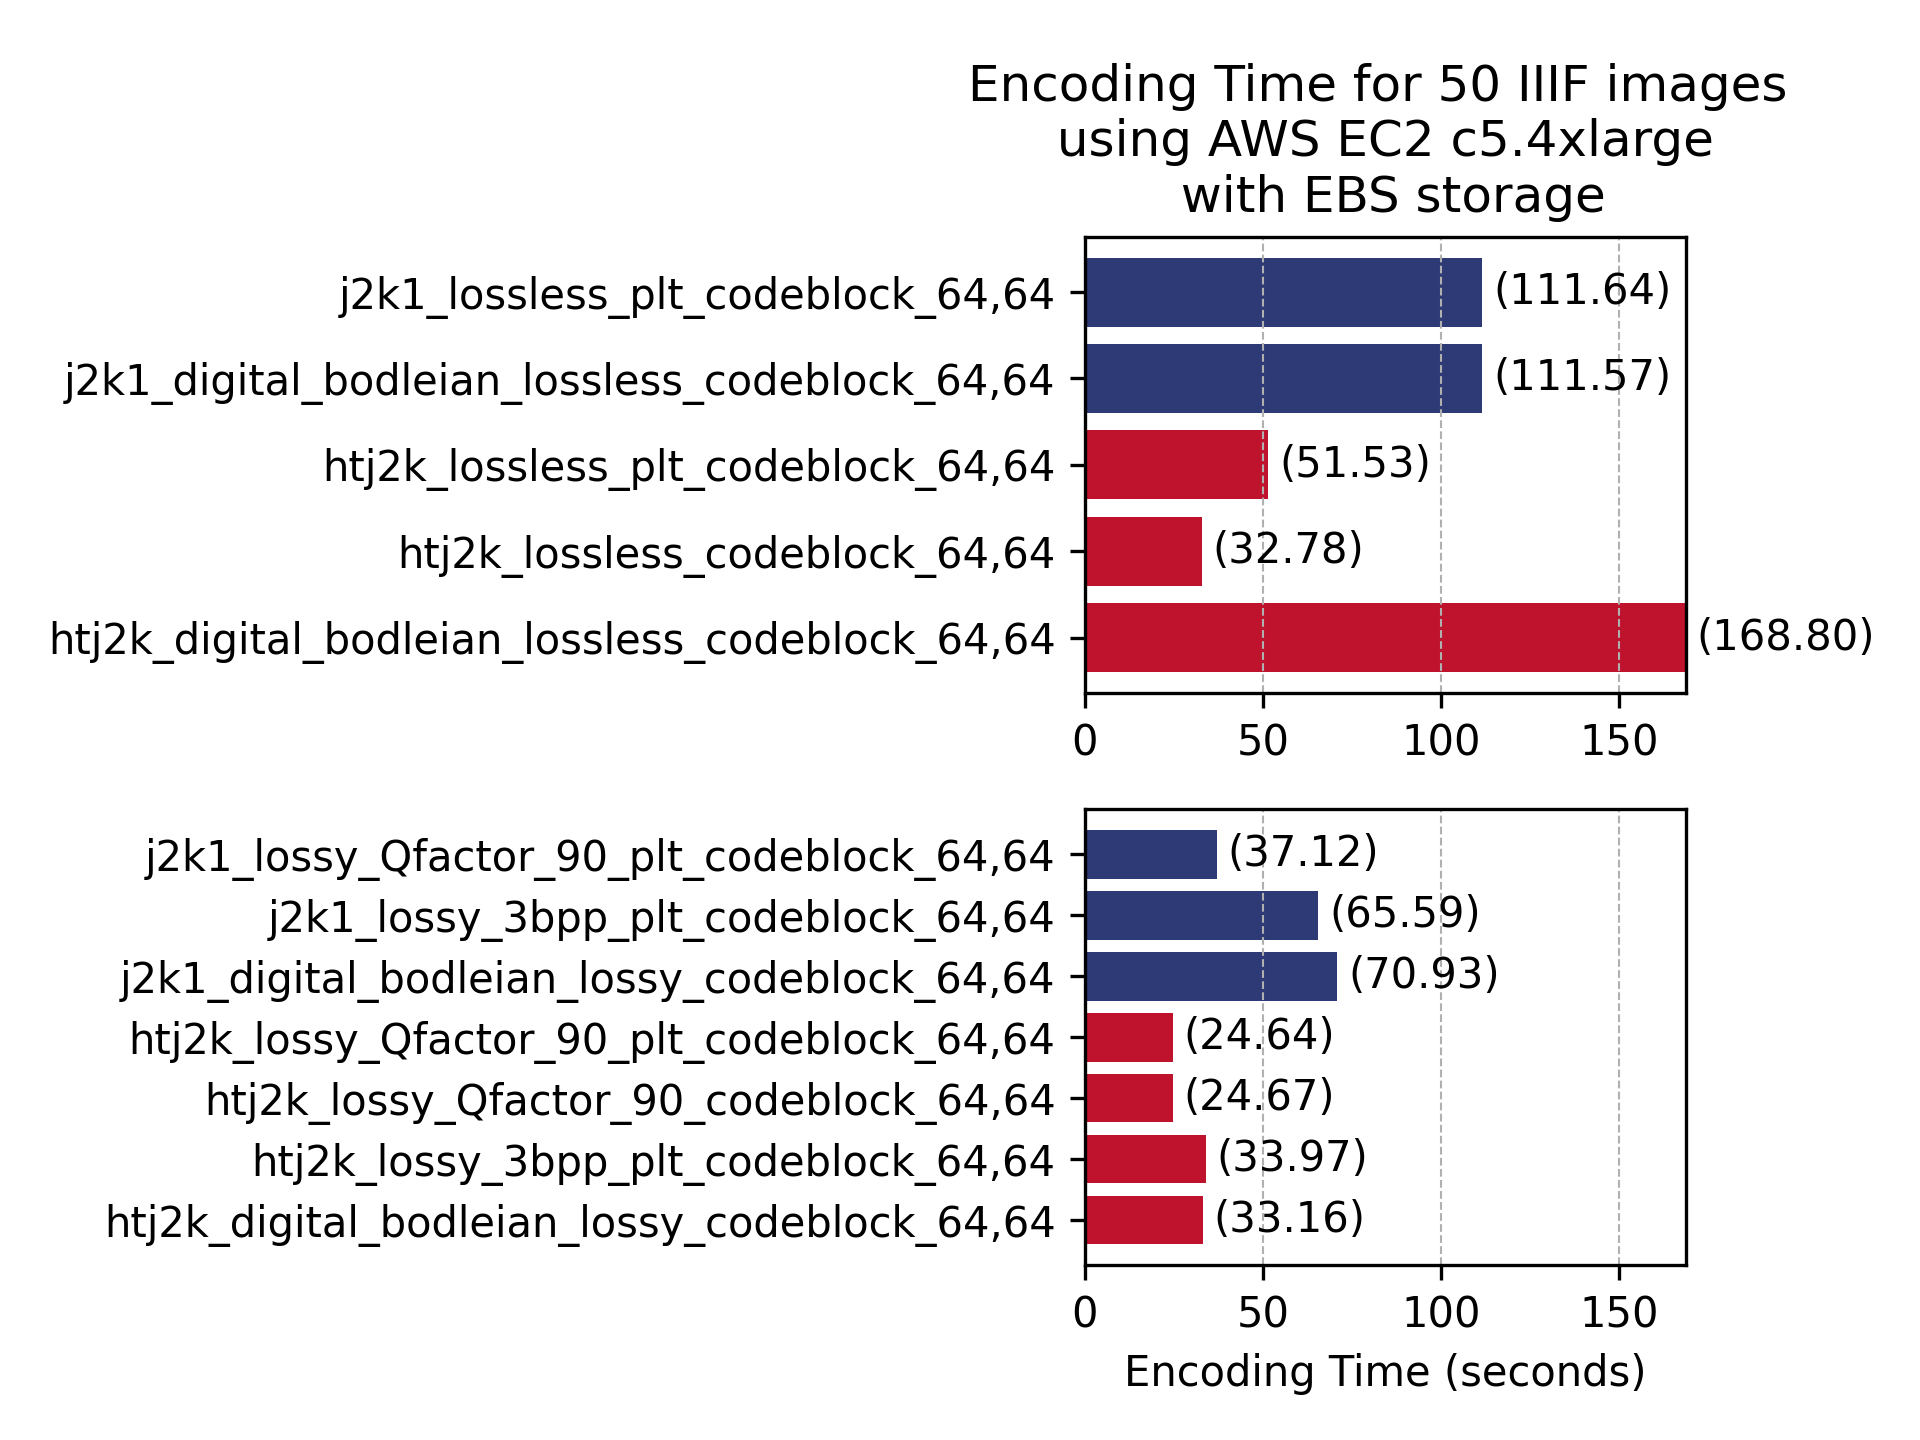 Encoding Time for 50 IIIF images
using AWS EC2 c5.4xlarge
with EBS storage
j2k1_lossless_plt_codeblock_64,64 (111.64)
j2k1_digital_bodleian_lossless_codeblock_64,64 (111.57)
htj2k_lossless_plt_codeblock_64,64 (51.53)
htj2k_lossless_codeblock_64,64 (32.78)
htj2k_digital_bodleian_lossless_codeblock_64,64 (168.80)
0 50 100 150
j2k1_lossy_Qfactor_90_plt_codeblock_64,64 (37.12)
j2k1_lossy_3bpp_plt_codeblock_64,64 (65.59)
j2k1_digital_bodleian_lossy_codeblock_64,64 (70.93)
htj2k_lossy_Qfactor_90_plt_codeblock_64,64 (24.64)
htj2k_lossy_Qfactor_90_codeblock_64,64 (24.67)
htj2k_lossy_3bpp_plt_codeblock_64,64 (33.97)
htj2k_digital_bodleian_lossy_codeblock_64,64 (33.16)
0 50 100 150
Encoding Time (seconds)